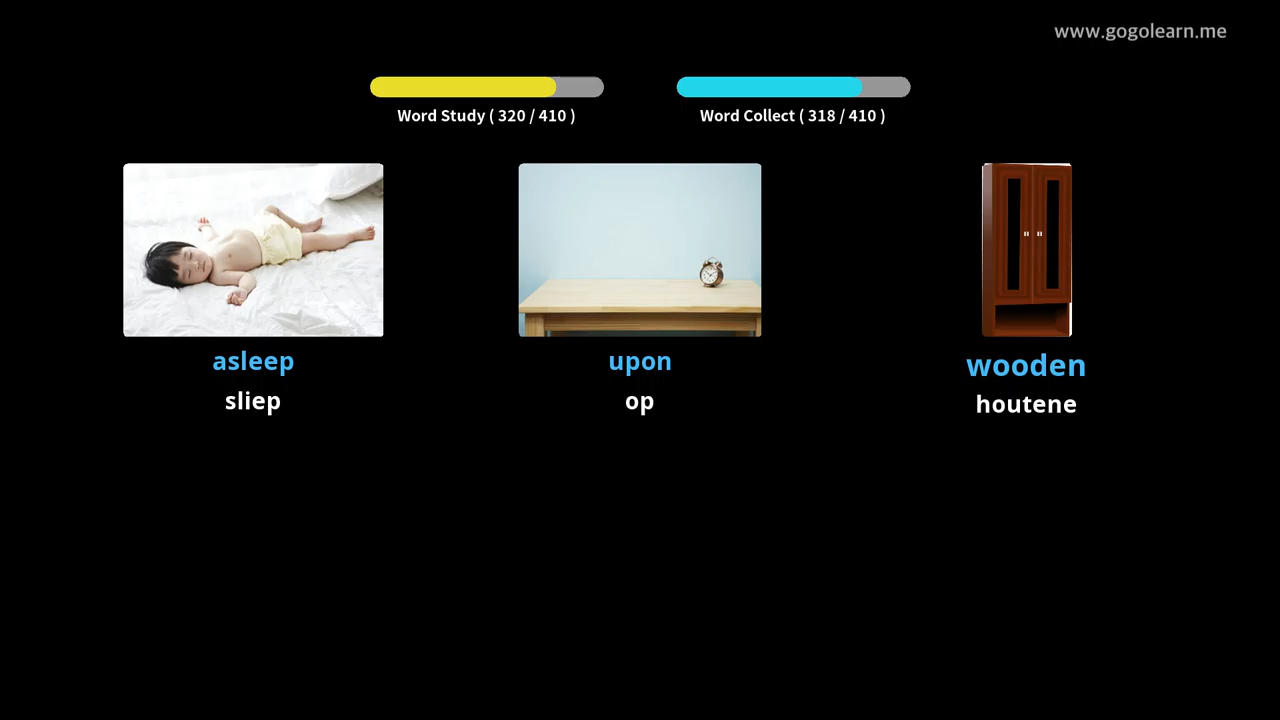 www.gogolearn.me
Word Study ( 320 / 410 )
Word Collect ( 318 / 410 )
asleep
sliep
upon
op
wooden
houtene